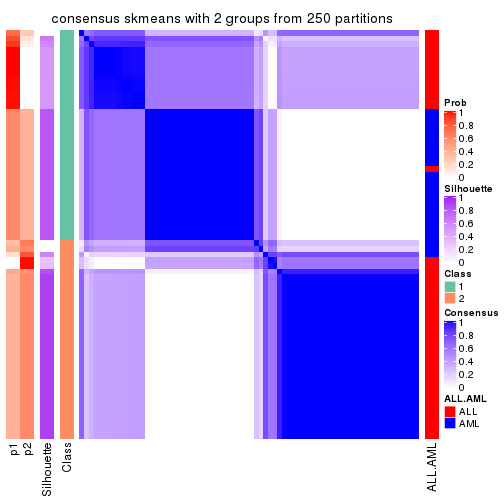 consensus skmeans with 2 groups from 250 partitions
Prob
1
0.8
0.6
0.4
0.2
0
Silhouette
1
0.8
0.6
0.4
0.2
0
Class
1
2
Consensus
1
0.8
0.6
0.4
0.2
0
ALL.AML
ALL
AML
p1
p2
Silhouette
Class
ALL.AML